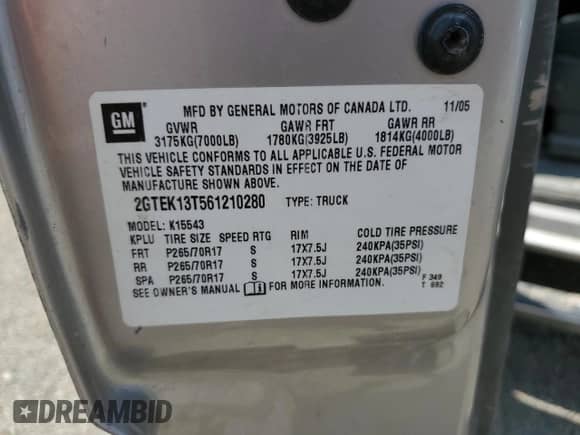 GM
MFD BY GENERAL MOTORS OF CANADA LTD. 11/05
GVWR GAWR FRT GAWR RR
3175KG(7000LB) 1780KG(3925LB) 1814KG(4000LB)
THIS VEHICLE CONFORMS TO ALL APPLICABLE U.S. FEDERAL MOTOR
VEHICLE SAFETY STANDARDS IN EFFECT ON THE DATE OF
MANUFACTURE SHOWN ABOVE.
2GTEK13T561210280 TYPE: TRUCK
MODEL: K15543
KPLU TIRE SIZE SPEED RTG RIM COLD TIRE PRESSURE
FRT P265/70R17 S 17X7.5J 240KPA(35PSI)
RR P265/70R17 S 17X7.5J 240KPA(35PSI)
SPA P265/70R17 S 17X7.5J 240KPA(35PSI)
SEE OWNER'S MANUAL FOR MORE INFORMATION.
F 349
T 692
DREAMBID